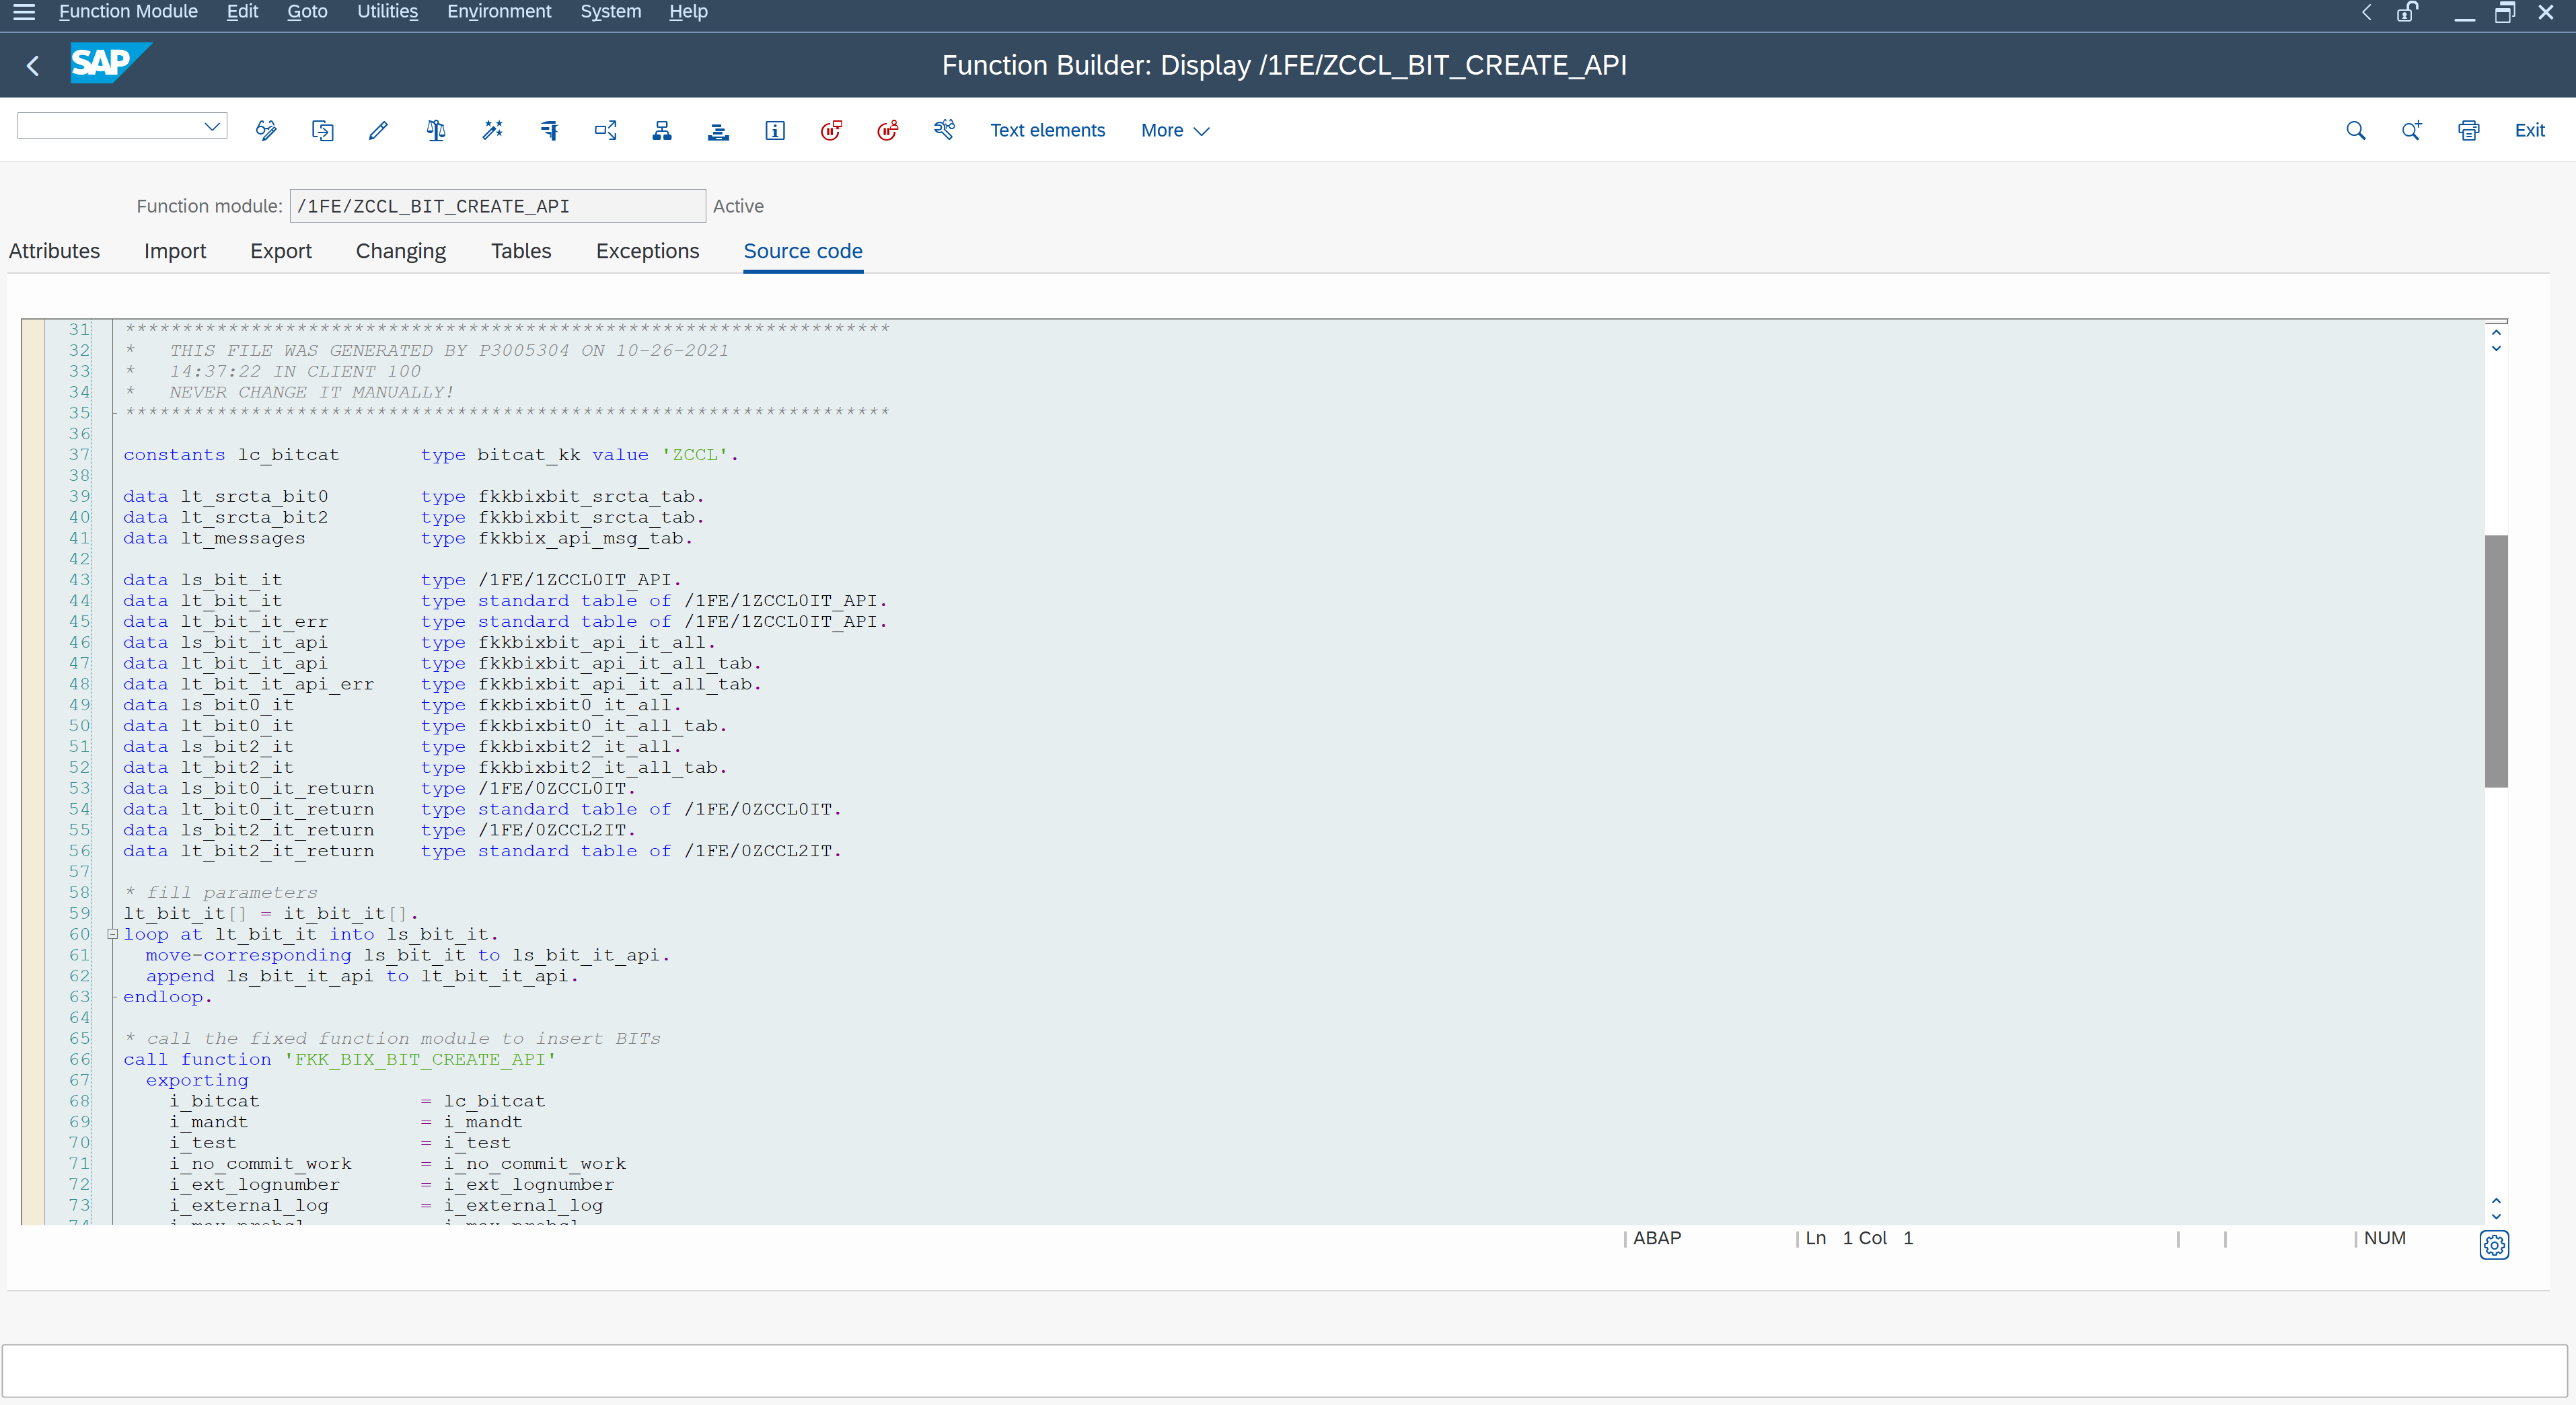 Function Module Edit Goto Utilities Environment System Help
SAP Function Builder: Display /1FE/ZCCL_BIT_CREATE_API
Text elements More Exit
Function module: /1FE/ZCCL_BIT_CREATE_API Active
Attributes Import Export Changing Tables Exceptions Source code
31 *******************************************************************
32 *   THIS FILE WAS GENERATED BY P3005304 ON 10-26-2021
33 *   14:37:22 IN CLIENT 100
34 *   NEVER CHANGE IT MANUALLY!
35 *******************************************************************
36
37 constants lc_bitcat       type bitcat_kk value 'ZCCL'.
38
39 data lt_srcta_bit0        type fkkbixbit_srcta_tab.
40 data lt_srcta_bit2        type fkkbixbit_srcta_tab.
41 data lt_messages          type fkkbix_api_msg_tab.
42
43 data ls_bit_it            type /1FE/1ZCCL0IT_API.
44 data lt_bit_it            type standard table of /1FE/1ZCCL0IT_API.
45 data lt_bit_it_err        type standard table of /1FE/1ZCCL0IT_API.
46 data ls_bit_it_api        type fkkbixbit_api_it_all.
47 data lt_bit_it_api        type fkkbixbit_api_it_all_tab.
48 data lt_bit_it_api_err    type fkkbixbit_api_it_all_tab.
49 data ls_bit0_it           type fkkbixbit0_it_all.
50 data lt_bit0_it           type fkkbixbit0_it_all_tab.
51 data ls_bit2_it           type fkkbixbit2_it_all.
52 data lt_bit2_it           type fkkbixbit2_it_all_tab.
53 data ls_bit0_it_return    type /1FE/0ZCCL0IT.
54 data lt_bit0_it_return    type standard table of /1FE/0ZCCL0IT.
55 data ls_bit2_it_return    type /1FE/0ZCCL2IT.
56 data lt_bit2_it_return    type standard table of /1FE/0ZCCL2IT.
57
58 * fill parameters
59 lt_bit_it[] = it_bit_it[].
60 loop at lt_bit_it into ls_bit_it.
61   move-corresponding ls_bit_it to ls_bit_it_api.
62   append ls_bit_it_api to lt_bit_it_api.
63 endloop.
64
65 * call the fixed function module to insert BITs
66 call function 'FKK_BIX_BIT_CREATE_API'
67   exporting
68     i_bitcat              = lc_bitcat
69     i_mandt               = i_mandt
70     i_test                = i_test
71     i_no_commit_work      = i_no_commit_work
72     i_ext_lognumber       = i_ext_lognumber
73     i_external_log        = i_external_log
ABAP Ln 1 Col 1 NUM